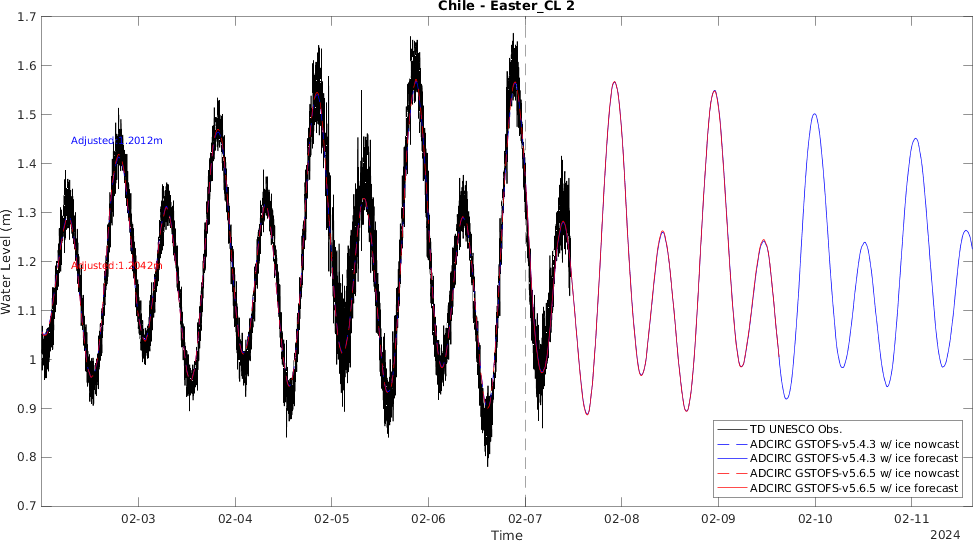 Chile - Easter_CL 2
1.7
1.6
1.5
1.4
1.3
1.2
1.1
1
0.9
0.8
0.7
Water Level (m)
Adjusted:1.2012m
Adjusted:1.2042m
TD UNESCO Obs.
ADCIRC GSTOFS-v5.4.3 w/ ice nowcast
ADCIRC GSTOFS-v5.4.3 w/ ice forecast
ADCIRC GSTOFS-v5.6.5 w/ ice nowcast
ADCIRC GSTOFS-v5.6.5 w/ ice forecast
02-03 02-04 02-05 02-06 02-07 02-08 02-09 02-10 02-11
Time
2024